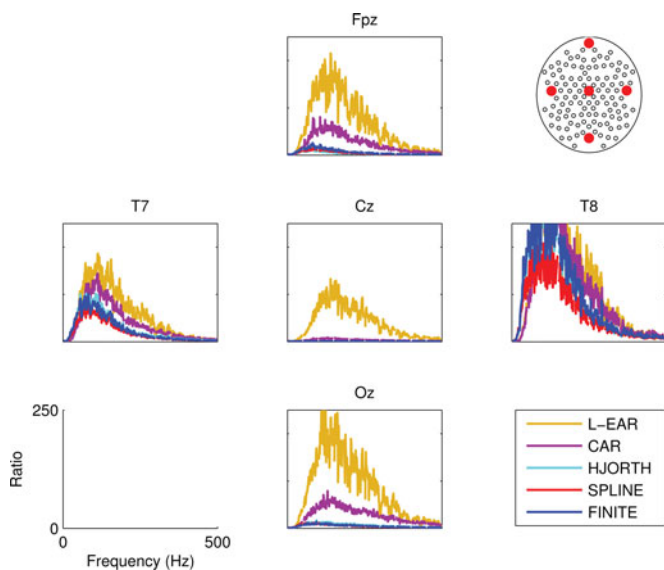 Fpz
T7
Cz
T8
Oz
250
Ratio
0
0
500
Frequency (Hz)
L-EAR
CAR
HJORTH
SPLINE
FINITE